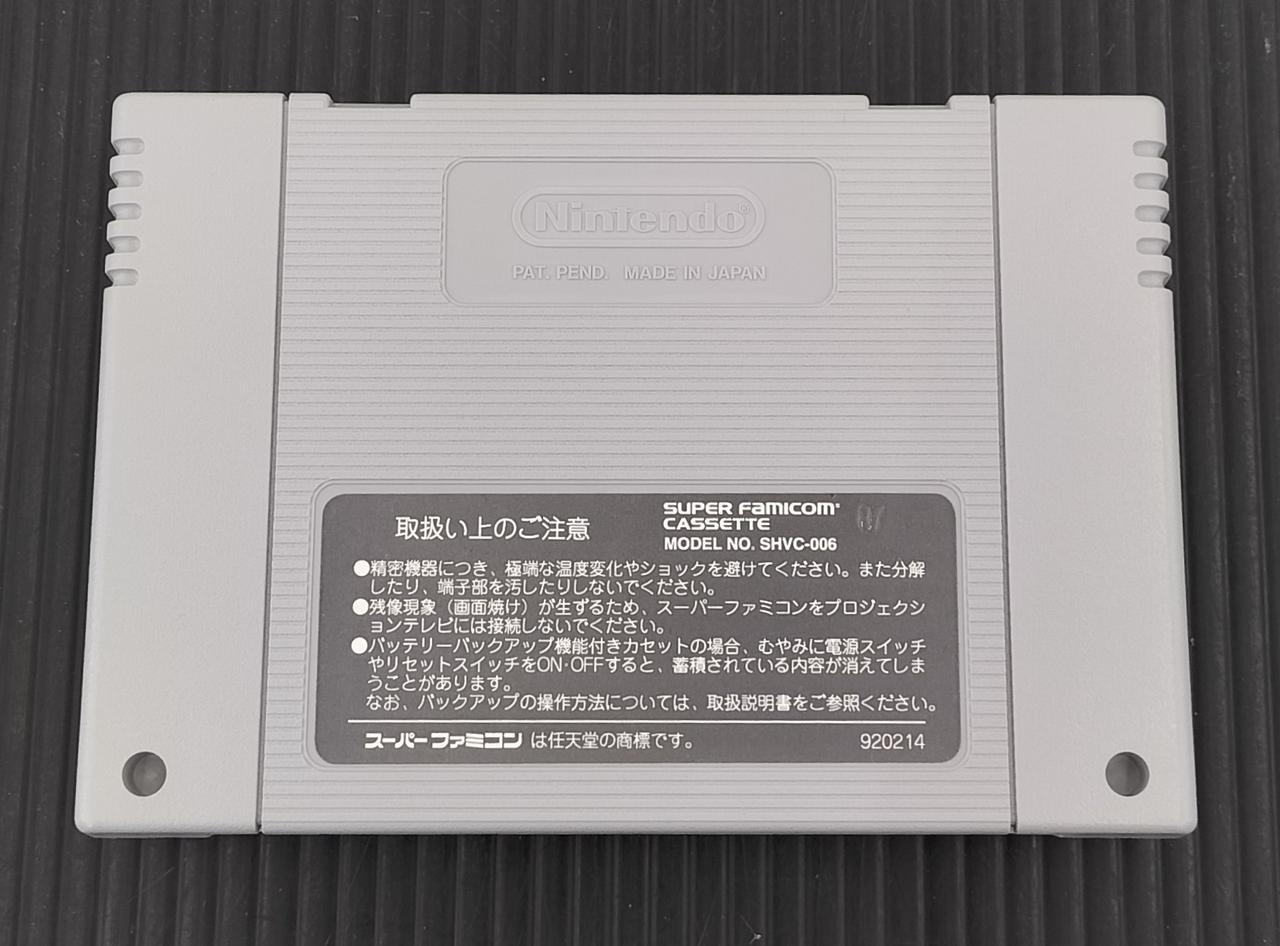 Nintendo®
PAT. PEND. MADE IN JAPAN
取扱い上のご注意
SUPER FAMICOM
CASSETTE
MODEL NO. SHVC-006
●精密機器につき、極端な温度変化やショックを避けてください。また分解
したり、端子部を汚したりしないでください。
●残像現象（画面焼け）が生ずるため、スーパーファミコンをプロジェクシ
ョンテレビには接続しないでください。
●バッテリーバックアップ機能付きカセットの場合、むやみに電源スイッチ
やリセットスイッチをON·OFFすると、蓄積されている内容が消えてしま
うことがあります。
なお、バックアップの操作方法については、取扱説明書をご参照ください。
スーパーファミコン は任天堂の商標です。
920214